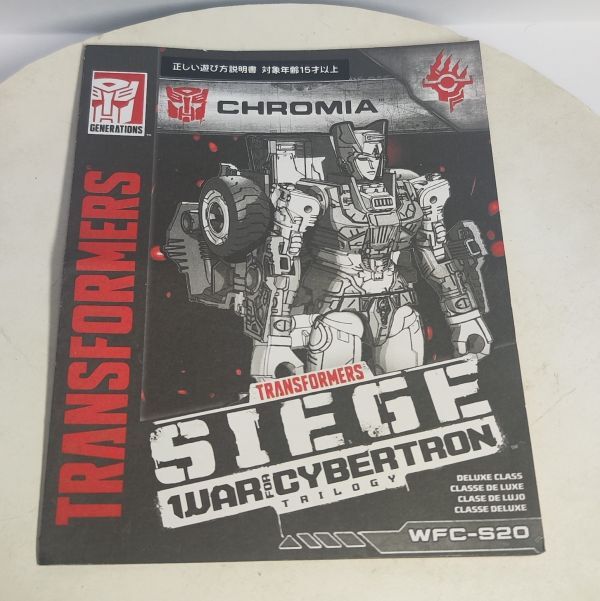 正しい遊び方説明書 対象年齢15才以上
CHROMIA
GENERATIONS
TRANSFORMERS
TRANSFORMERS
SIEGE
WAR FOR CYBERTRON
TRILOGY
DELUXE CLASS
CLASSE DE LUXE
CLASE DE LUJO
CLASSE DELUXE
WFC-S20